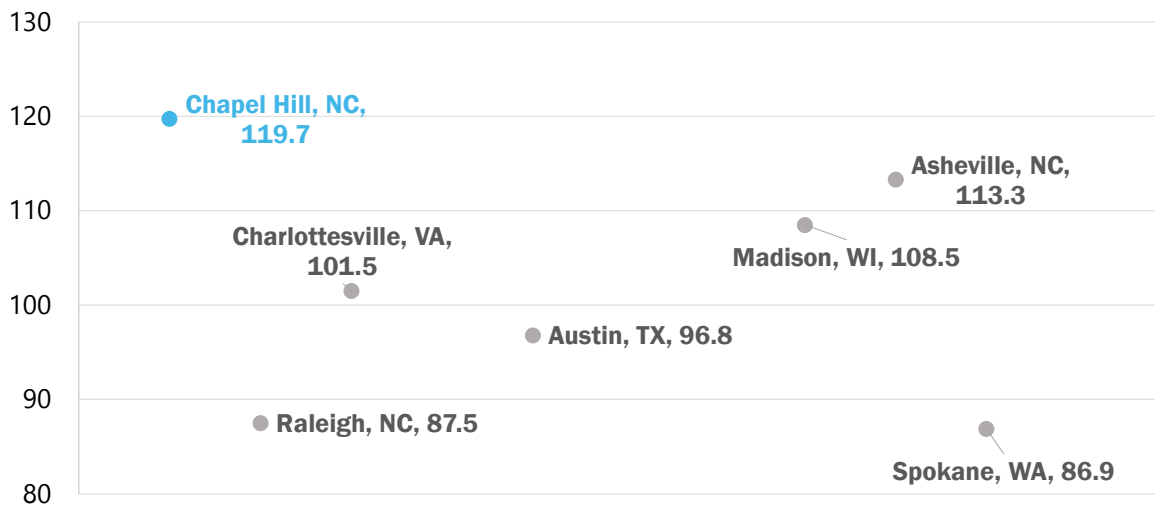 130
120
110
100
90
80
Chapel Hill, NC,
119.7
Asheville, NC,
113.3
Charlottesville, VA,
101.5
Madison, WI, 108.5
Austin, TX, 96.8
Raleigh, NC, 87.5
Spokane, WA, 86.9